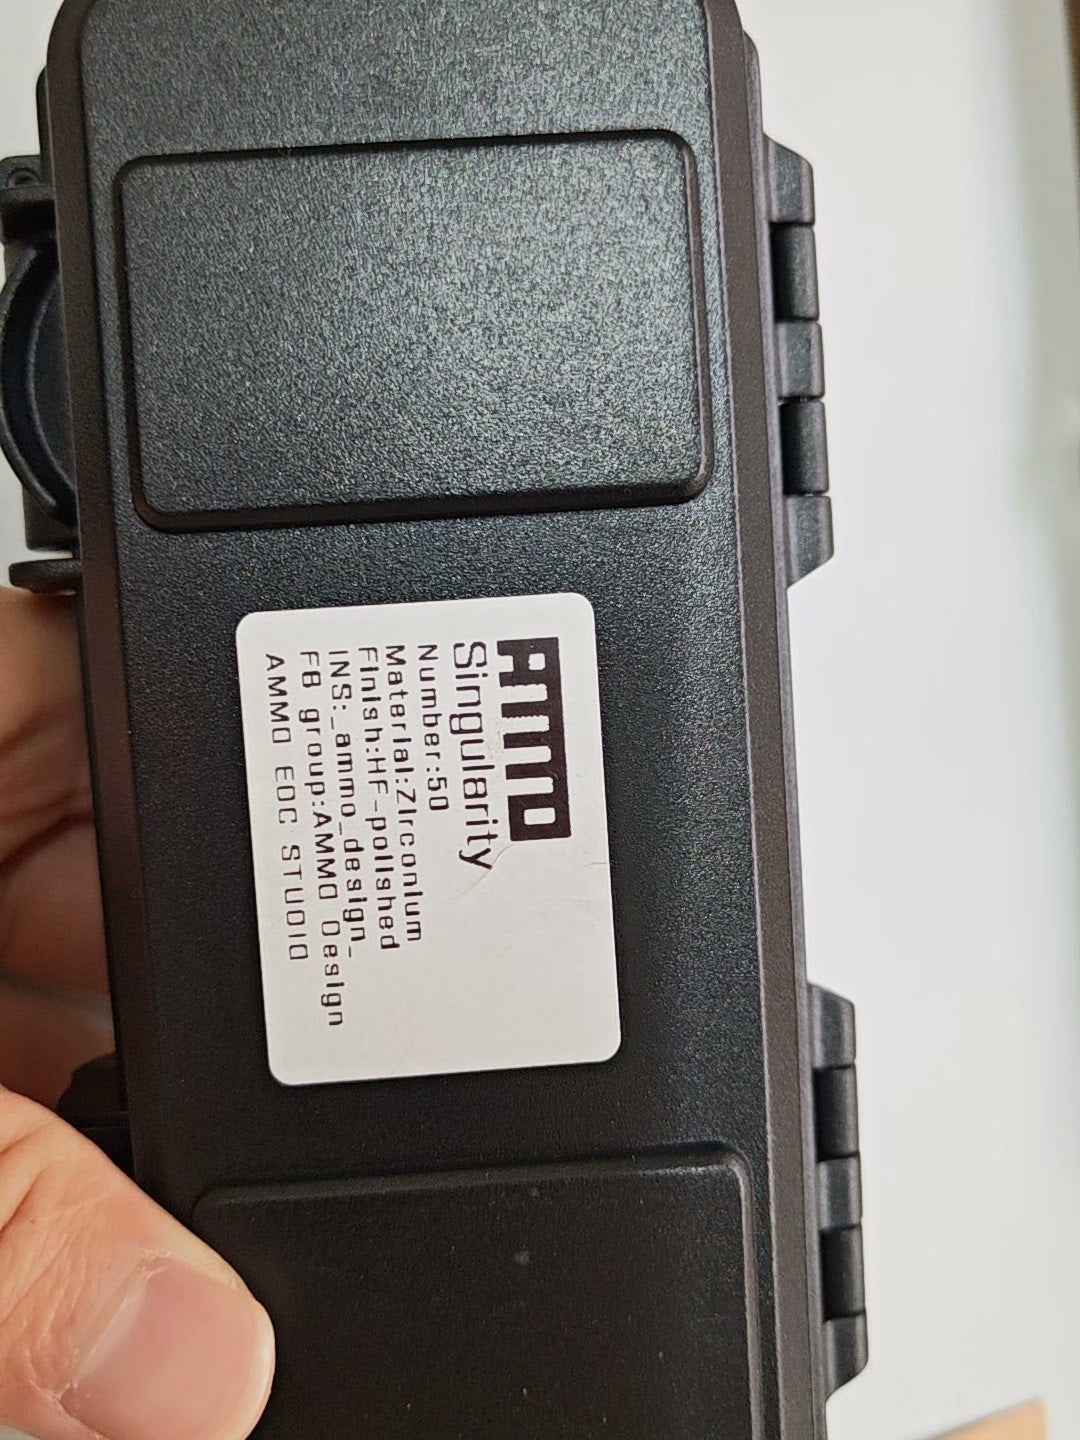 Ammo
Singularity
Number:50
Material:Zirconium
Finish:HF-polished
INS:_ammo_design_
FB group:AMMO Design
AMMO EDC STUDIO